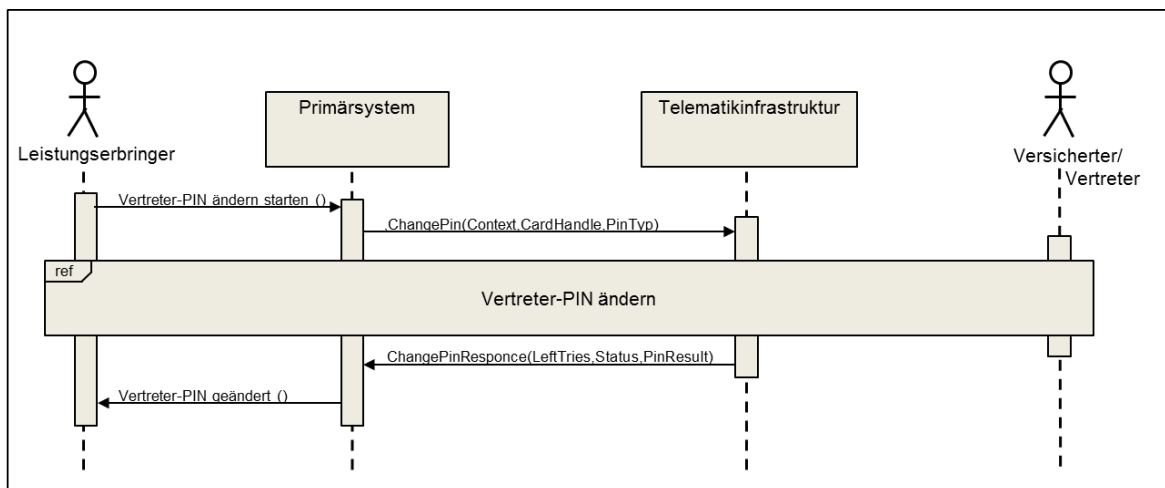 Primärsystem
Telematikinfrastruktur
Leistungserbringer
Versicherter/
Vertreter
Vertreter-PIN ändern starten ()
.ChangePin(Context,CardHandle,PinTyp)
ref
Vertreter-PIN ändern
ChangePinResponce(LeftTries,Status,PinResult)
Vertreter-PIN geändert ()